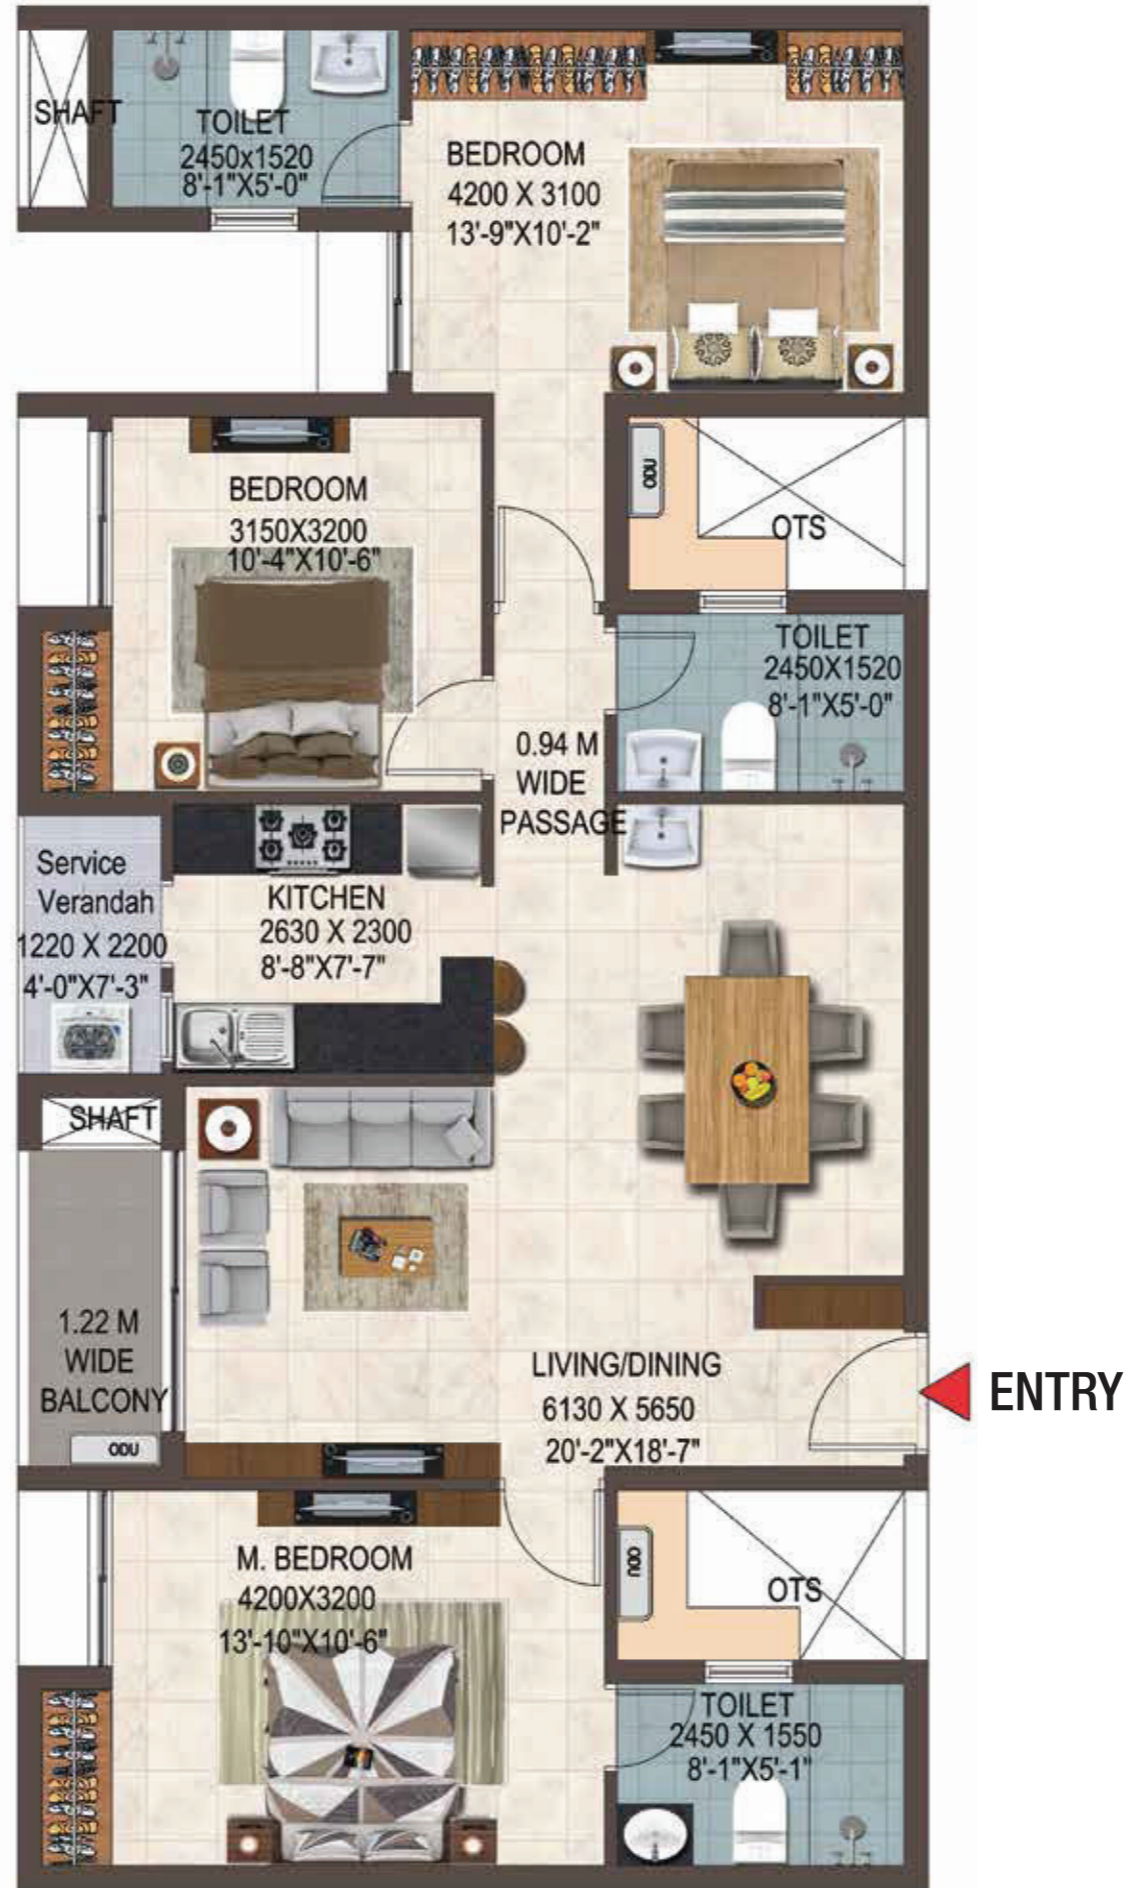 SHAFT
TOILET
2450x1520
8'-1"X5'-0"
BEDROOM
4200 X 3100
13'-9"X10'-2"
BEDROOM
3150X3200
10'-4"X10'-6"
ODU
OTS
TOILET
2450X1520
8'-1"X5'-0"
0.94 M
WIDE
PASSAGE
Service
Verandah
1220 X 2200
4'-0"X7'-3"
KITCHEN
2630 X 2300
8'-8"X7'-7"
SHAFT
1.22 M
WIDE
BALCONY
ODU
LIVING/DINING
6130 X 5650
20'-2"X18'-7"
ENTRY
M. BEDROOM
4200X3200
13'-10"X10'-6"
ODU
OTS
TOILET
2450 X 1550
8'-1"X5'-1"